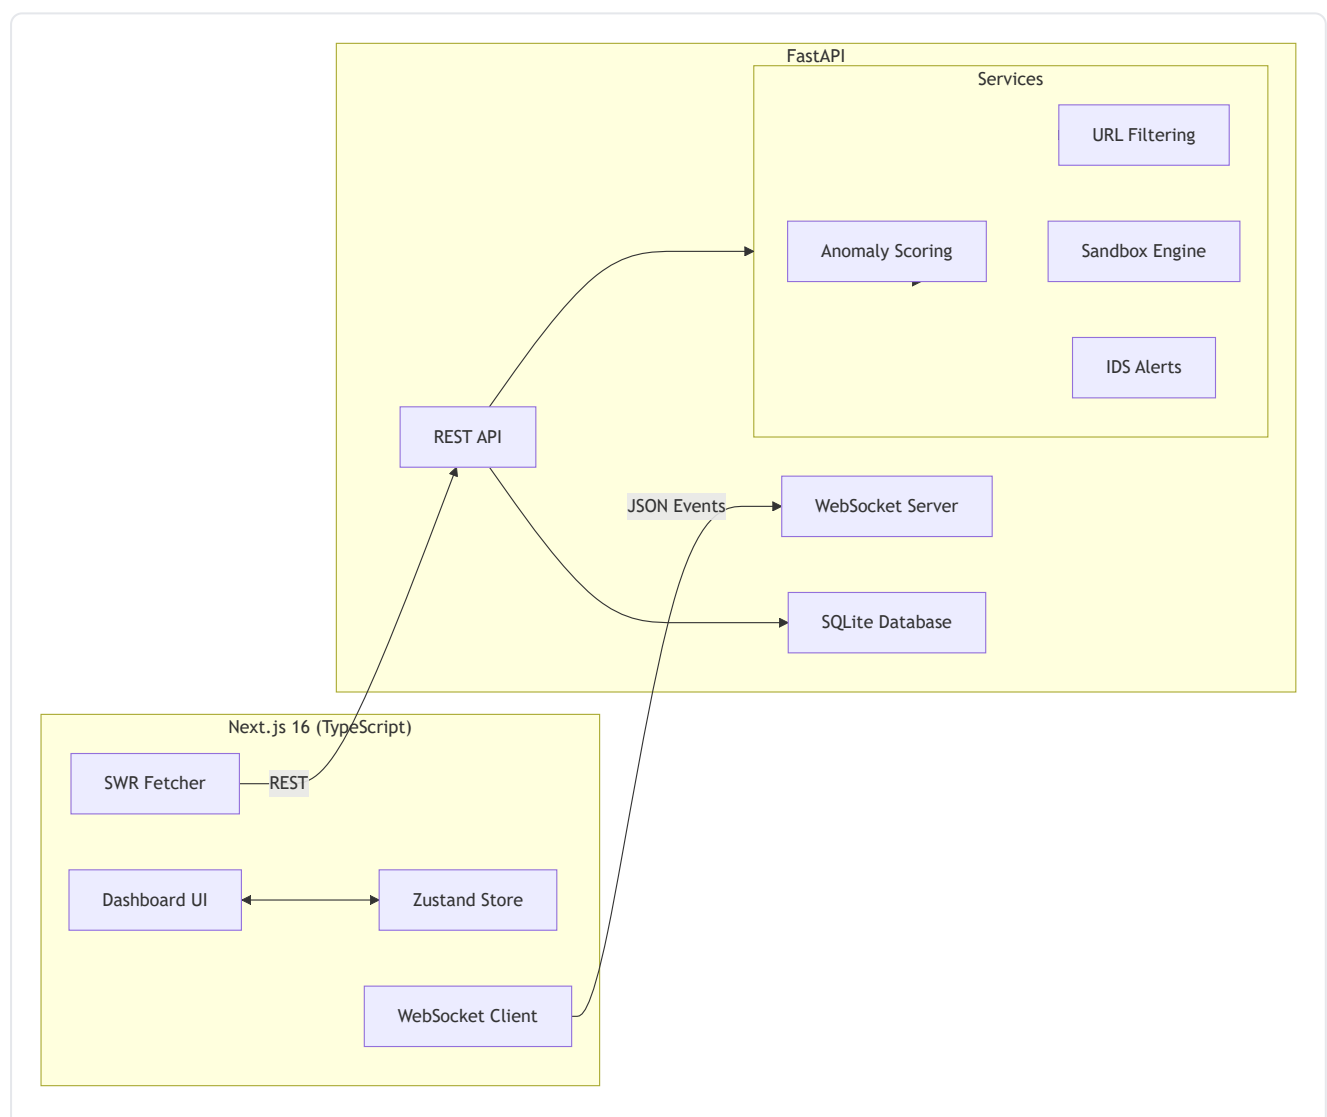 FastAPI
Services
URL Filtering
Anomaly Scoring
Sandbox Engine
IDS Alerts
REST API
JSON Events
WebSocket Server
SQLite Database
Next.js 16 (TypeScript)
SWR Fetcher
REST
Dashboard UI
Zustand Store
WebSocket Client